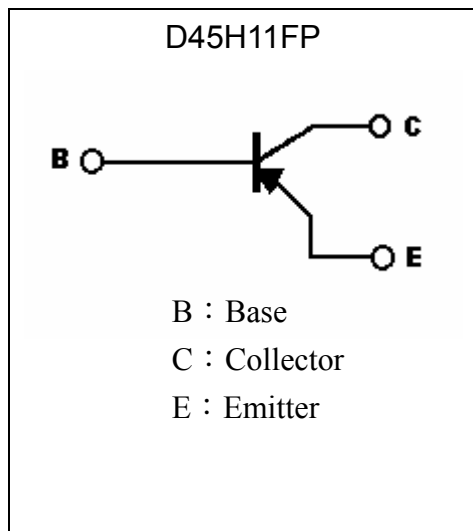 D45H11FP
B C
E
B：Base
C：Collector
E：Emitter